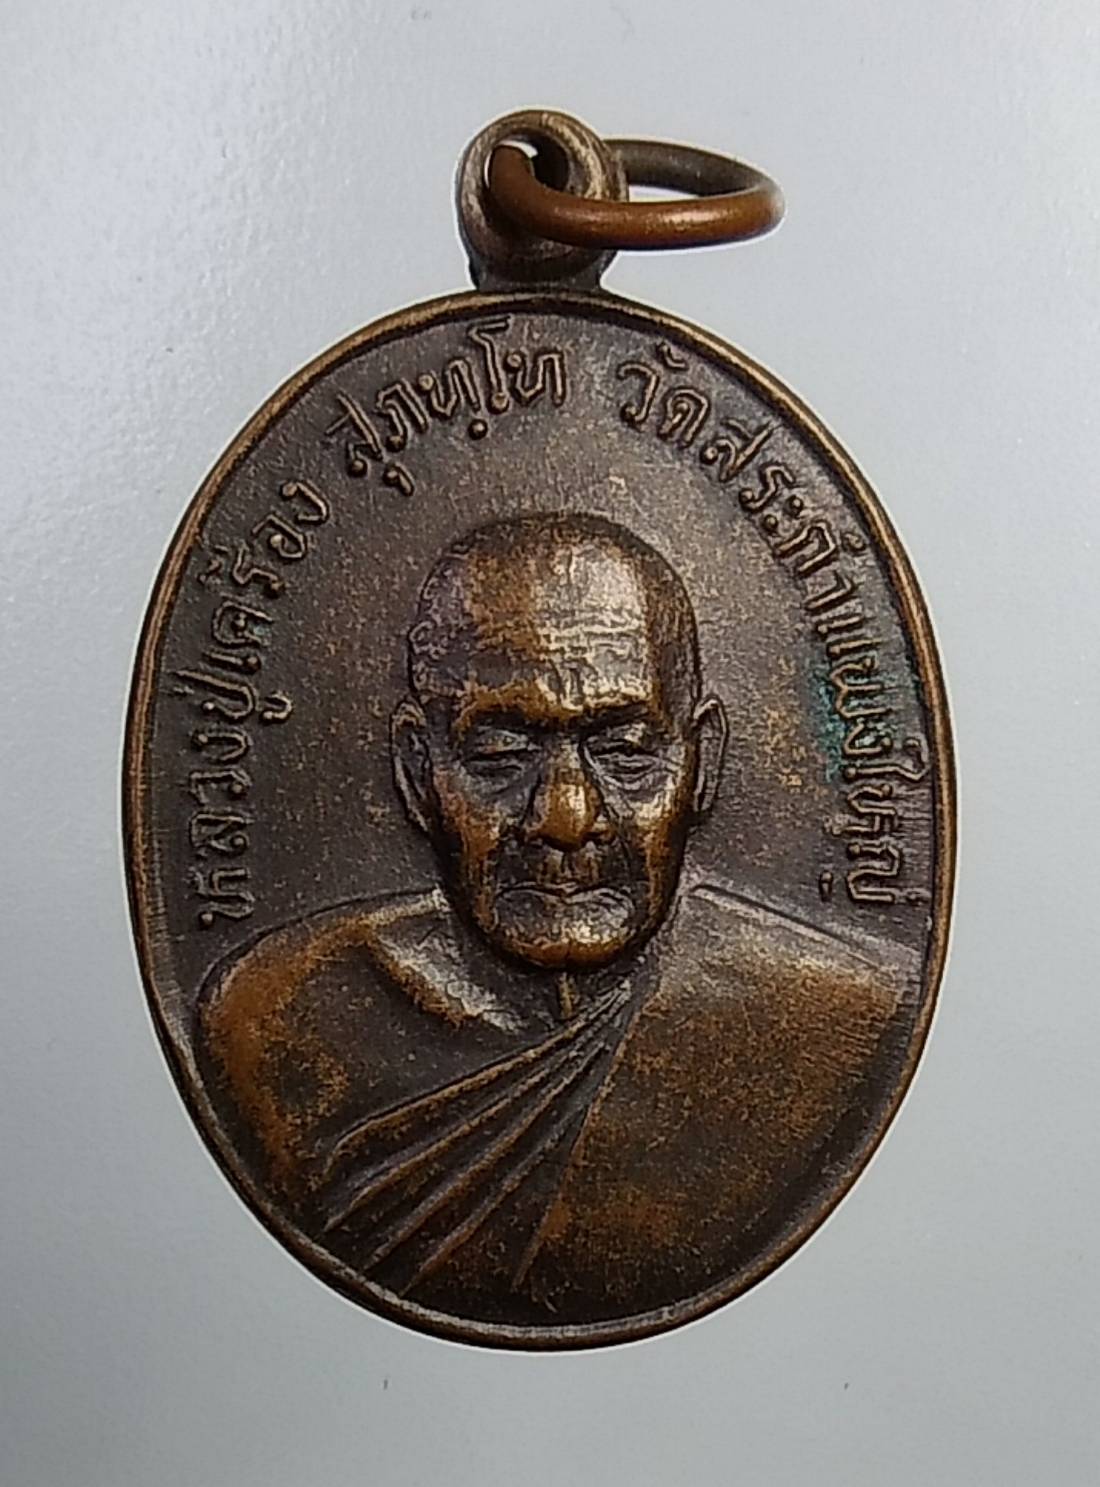 หลวงปู่เครื่อง สุภทฺโท วัดสระกำแพงใหญ่